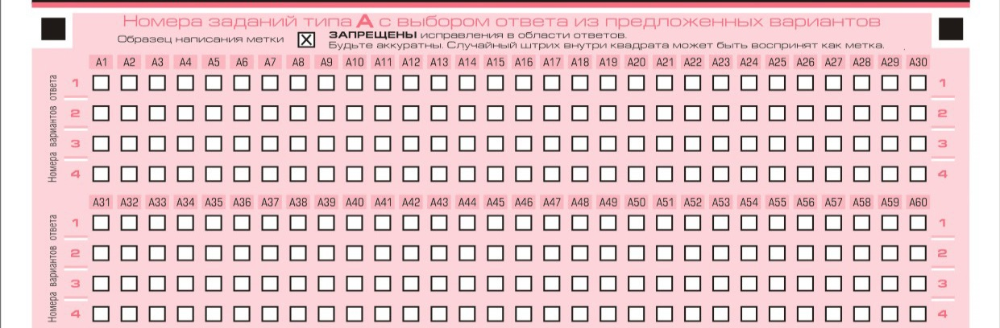 Номера заданий типа А с выбором ответа из предложенных вариантов
Образец написания метки X ЗАПРЕЩЕНЫ исправления в области ответов.
Будьте аккуратны. Случайный штрих внутри квадрата может быть воспринят как метка.
A1 A2 A3 A4 A5 A6 A7 A8 A9 A10 A11 A12 A13 A14 A15 A16 A17 A18 A19 A20 A21 A22 A23 A24 A25 A26 A27 A28 A29 A30
Номера вариантов ответа
1 1
2 2
3 3
4 4
A31 A32 A33 A34 A35 A36 A37 A38 A39 A40 A41 A42 A43 A44 A45 A46 A47 A48 A49 A50 A51 A52 A53 A54 A55 A56 A57 A58 A59 A60
Номера вариантов ответа
1 1
2 2
3 3
4 4